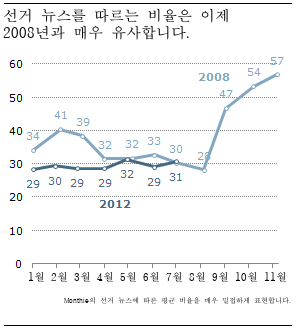 선거 뉴스를 따르는 비율은 이제
2008년과 매우 유사합니다.
60
50
40
30
20
10
0
2008
34 41 39 32 32 33 30 28 47 54 57
29 30 29 29 32 29 31
2012
1월 2월 3월 4월 5월 6월 7월 8월 9월 10월 11월
Monthie의 선거 뉴스에 따른 평균 비율을 매우 밀접하게 표현합니다.